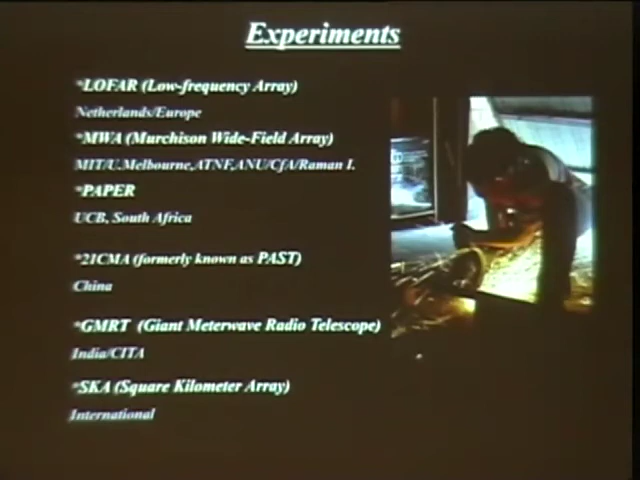 Experiments
*LOFAR (Low-frequency Array)
Netherlands/Europe
*MWA (Murchison Wide-Field Array)
MIT/U.Melbourne,ATNF,ANU/CfA/Raman I.
*PAPER
UCB, South Africa
*21CMA (formerly known as PAST)
China
*GMRT (Giant Meterwave Radio Telescope)
India/CITA
*SKA (Square Kilometer Array)
International